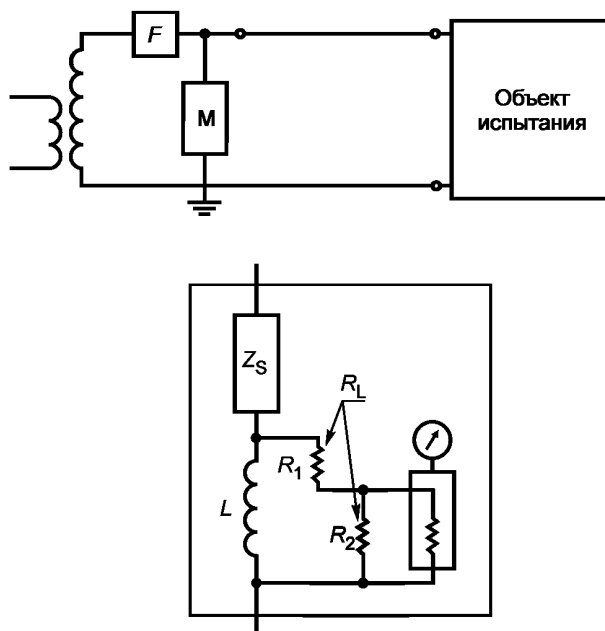 F
M
Объект
испытания
Z_S
R_L
R_1
L
R_2